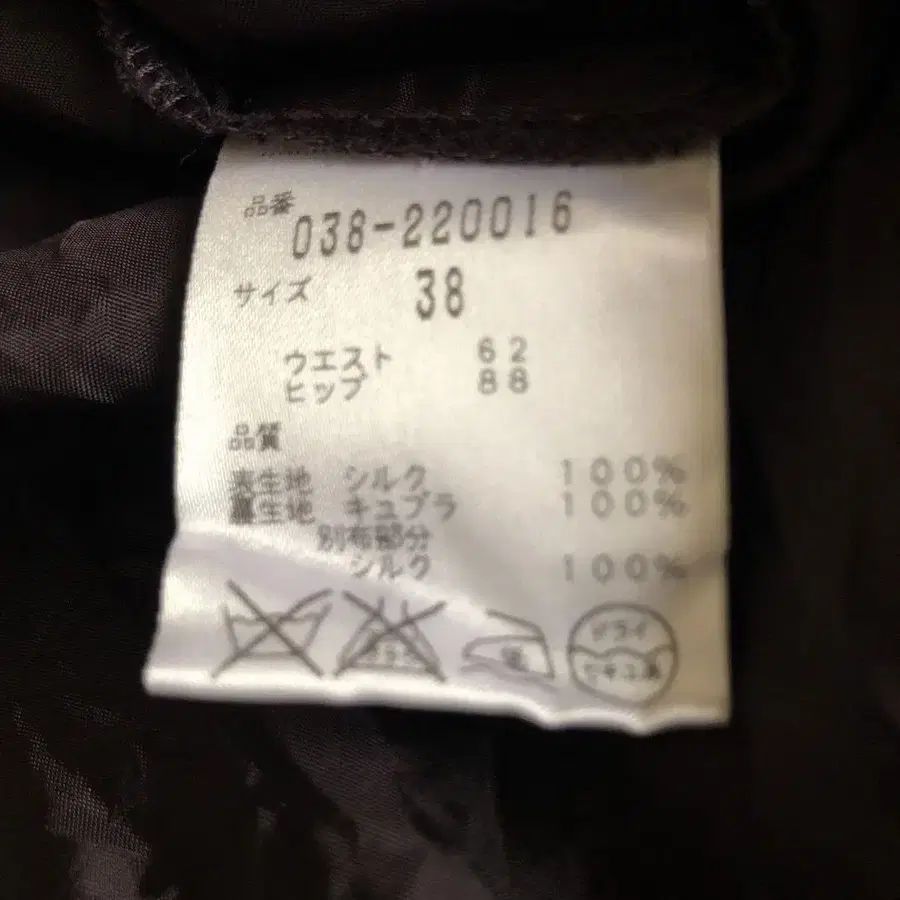 品番
038-220016
サイズ 38
ウエスト 62
ヒップ 88
品質
表生地 シルク 100%
裏生地 キュプラ 100%
別布部分
シルク 100%
ドライ